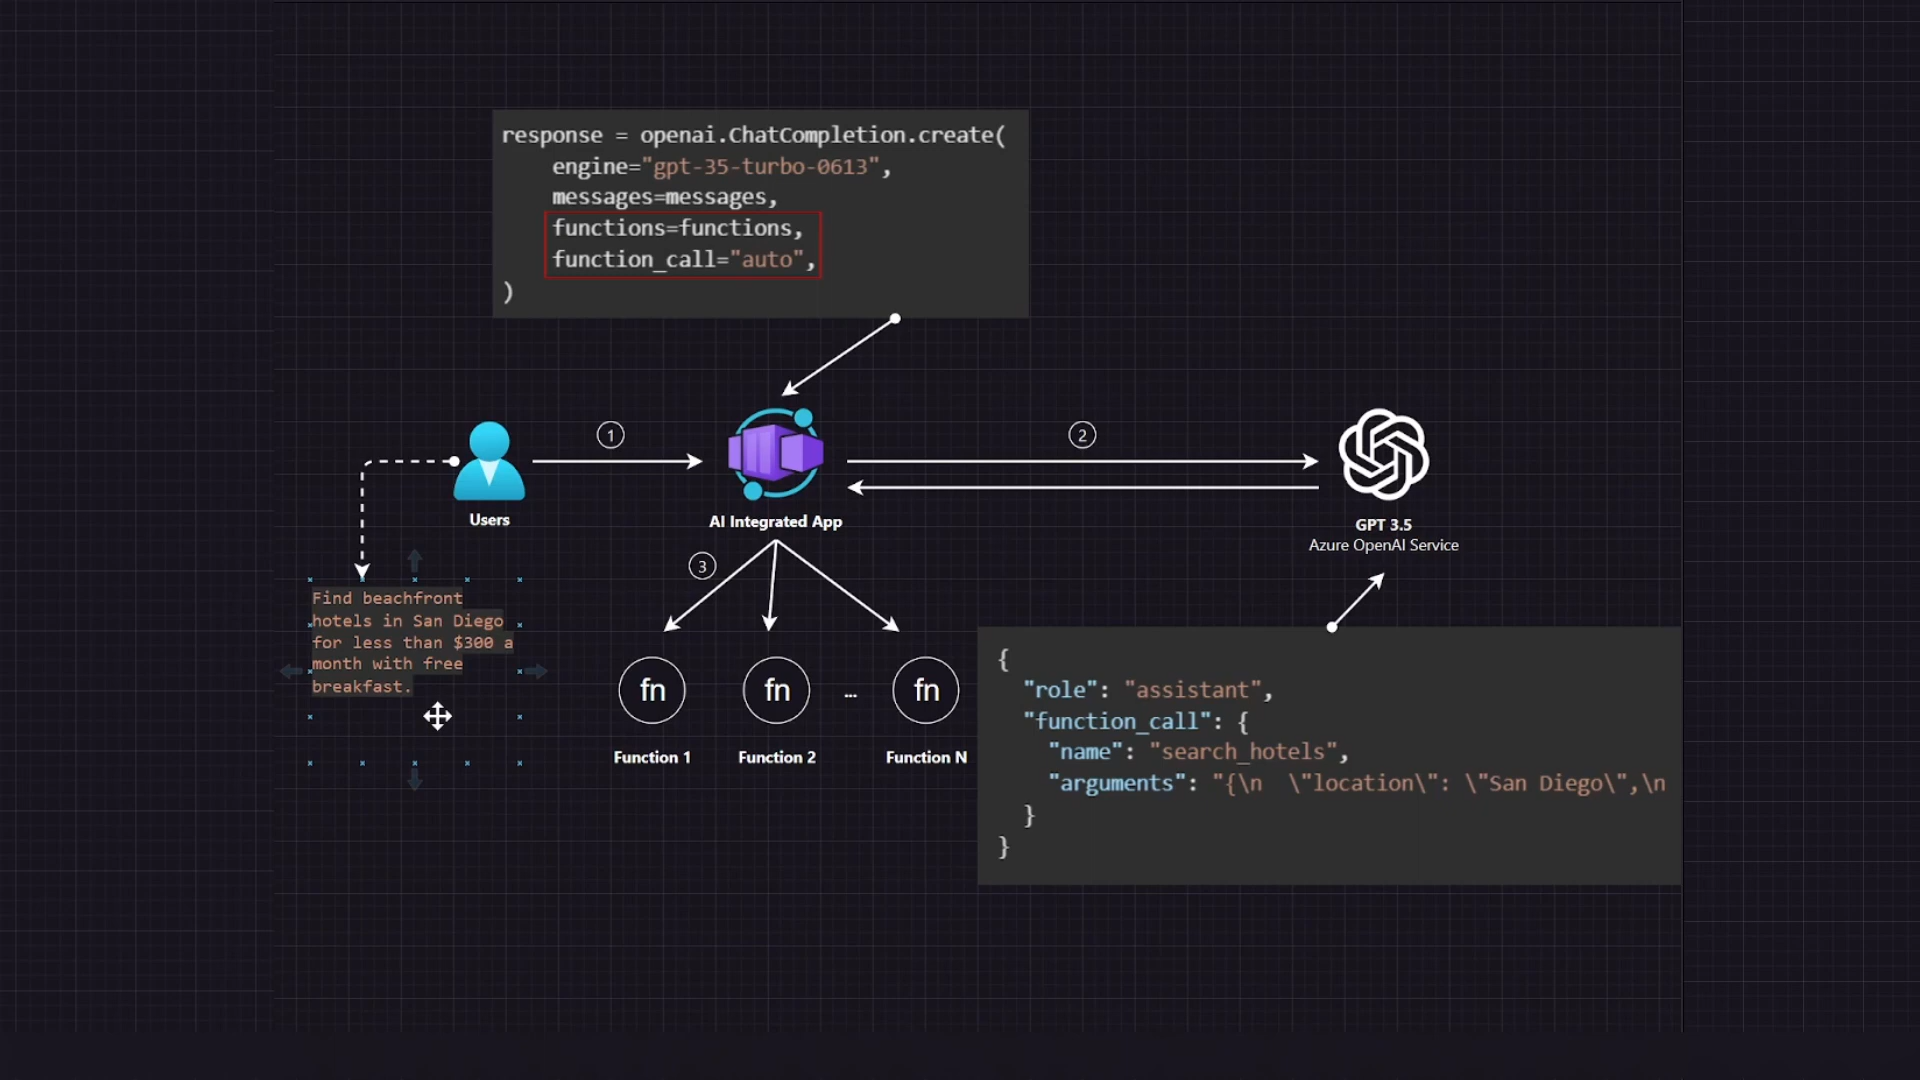 response = openai.ChatCompletion.create(
engine="gpt-35-turbo-0613",
messages=messages,
functions=functions,
function_call="auto",
)
1
2
Users
AI Integrated App
GPT 3.5
Azure OpenAI Service
3
Find beachfront
hotels in San Diego
for less than $300 a
month with free
breakfast.
fn
fn
...
fn
Function 1
Function 2
Function N
{
"role": "assistant",
"function_call": {
"name": "search_hotels",
"arguments": "{\n  \"location\": \"San Diego\",\n
}
}